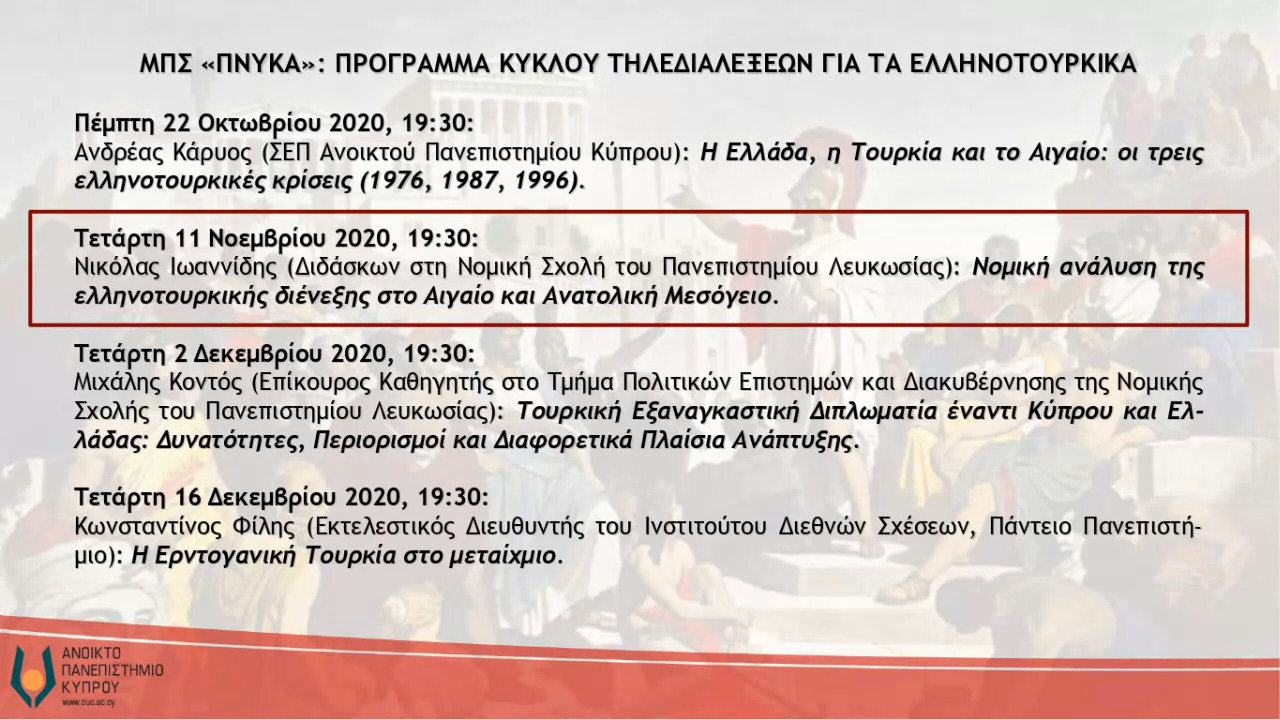 ΜΠΣ «ΠΝΥΚΑ»: ΠΡΟΓΡΑΜΜΑ ΚΥΚΛΟΥ ΤΗΛΕΔΙΑΛΕΞΕΩΝ ΓΙΑ ΤΑ ΕΛΛΗΝΟΤΟΥΡΚΙΚΑ
Πέμπτη 22 Οκτωβρίου 2020, 19:30:
Ανδρέας Κάρυος (ΣΕΠ Ανοικτού Πανεπιστημίου Κύπρου): Η Ελλάδα, η Τουρκία και το Αιγαίο: οι τρεις
ελληνοτουρκικές κρίσεις (1976, 1987, 1996).
Τετάρτη 11 Νοεμβρίου 2020, 19:30:
Νικόλας Ιωαννίδης (Διδάσκων στη Νομική Σχολή του Πανεπιστημίου Λευκωσίας): Νομική ανάλυση της
ελληνοτουρκικής διένεξης στο Αιγαίο και Ανατολική Μεσόγειο.
Τετάρτη 2 Δεκεμβρίου 2020, 19:30:
Μιχάλης Κοντός (Επίκουρος Καθηγητής στο Τμήμα Πολιτικών Επιστημών και Διακυβέρνησης της Νομικής
Σχολής του Πανεπιστημίου Λευκωσίας): Τουρκική Εξαναγκαστική Διπλωματία έναντι Κύπρου και Ελ-
λάδας: Δυνατότητες, Περιορισμοί και Διαφορετικά Πλαίσια Ανάπτυξης.
Τετάρτη 16 Δεκεμβρίου 2020, 19:30:
Κωνσταντίνος Φίλης (Εκτελεστικός Διευθυντής του Ινστιτούτου Διεθνών Σχέσεων, Πάντειο Πανεπιστή-
μιο): Η Ερντογανική Τουρκία στο μεταίχμιο.
ΑΝΟΙΚΤΟ
ΠΑΝΕΠΙΣΤΗΜΙΟ
ΚΥΠΡΟΥ
www.ouc.ac.cy